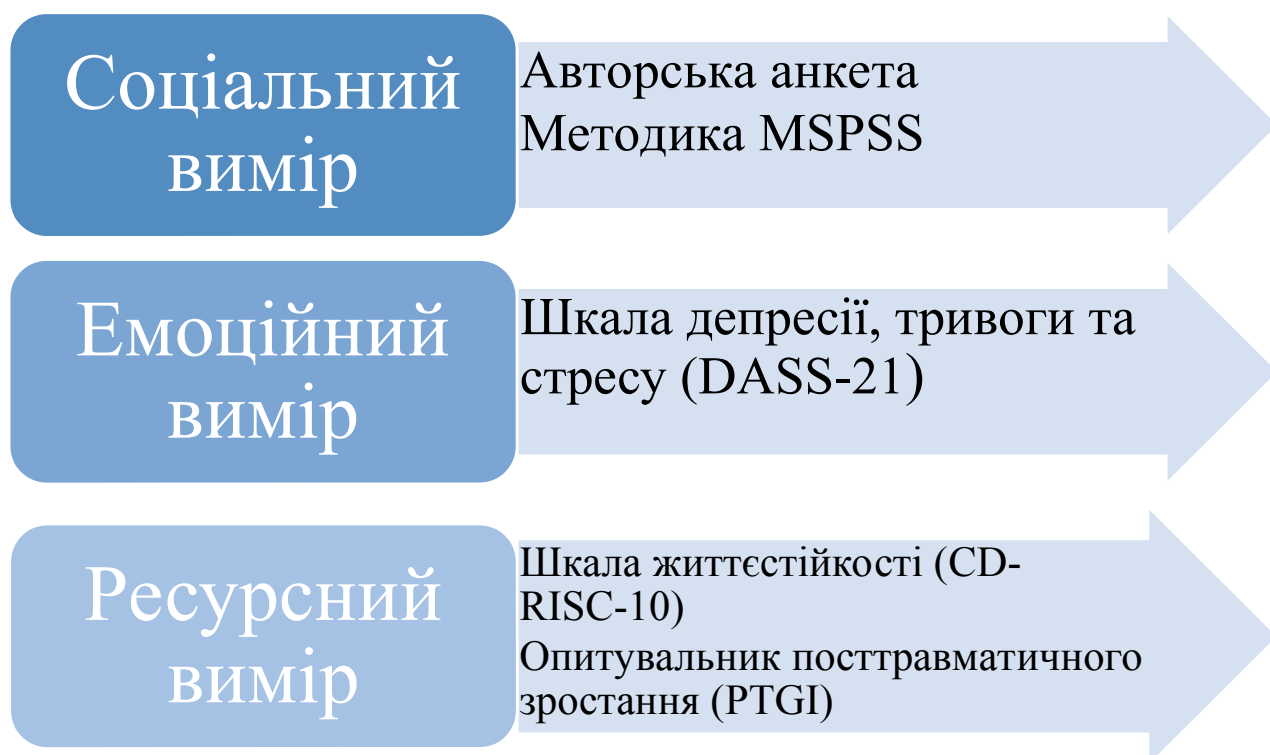 Соціальний
вимір
Авторська анкета
Методика MSPSS
Емоційний
вимір
Шкала депресії, тривоги та
стресу (DASS-21)
Ресурсний
вимір
Шкала життєстійкості (CD-
RISC-10)
Опитувальник посттравматичного
зростання (PTGI)